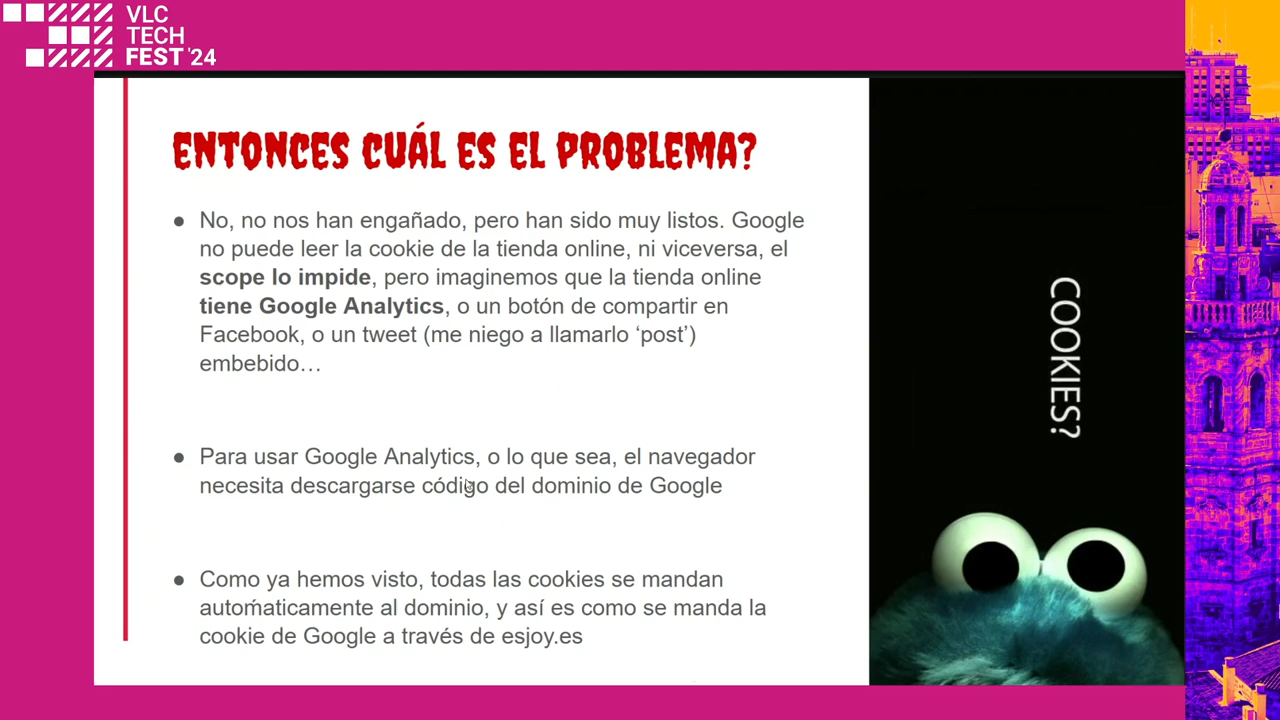 VLC
TECH
FEST '24
ENTONCES CUÁL ES EL PROBLEMA?
● No, no nos han engañado, pero han sido muy listos. Google
no puede leer la cookie de la tienda online, ni viceversa, el
scope lo impide, pero imaginemos que la tienda online
tiene Google Analytics, o un botón de compartir en
Facebook, o un tweet (me niego a llamarlo ‘post’)
embebido…
● Para usar Google Analytics, o lo que sea, el navegador
necesita descargarse código del dominio de Google
● Como ya hemos visto, todas las cookies se mandan
automaticamente al dominio, y así es como se manda la
cookie de Google a través de esjoy.es
COOKIES?